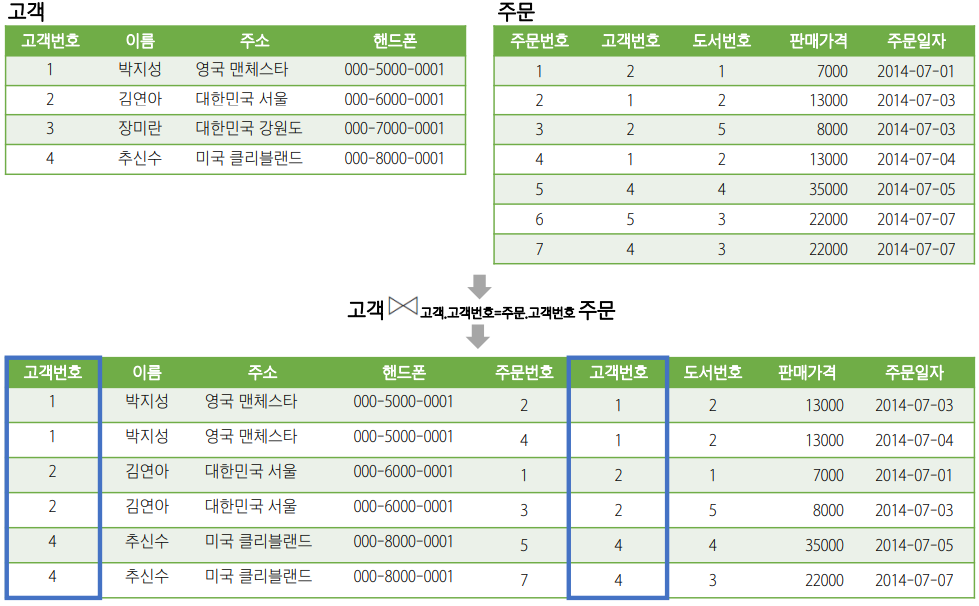 고객
고객번호 이름 주소 핸드폰
1 박지성 영국 맨체스타 000-5000-0001
2 김연아 대한민국 서울 000-6000-0001
3 장미란 대한민국 강원도 000-7000-0001
4 추신수 미국 클리블랜드 000-8000-0001
주문
주문번호 고객번호 도서번호 판매가격 주문일자
1 2 1 7000 2014-07-01
2 1 2 13000 2014-07-03
3 2 5 8000 2014-07-03
4 1 2 13000 2014-07-04
5 4 4 35000 2014-07-05
6 5 3 22000 2014-07-07
7 4 3 22000 2014-07-07
고객 ⋈ 고객.고객번호=주문.고객번호 주문
고객번호 이름 주소 핸드폰 주문번호 고객번호 도서번호 판매가격 주문일자
1 박지성 영국 맨체스타 000-5000-0001 2 1 2 13000 2014-07-03
1 박지성 영국 맨체스타 000-5000-0001 4 1 2 13000 2014-07-04
2 김연아 대한민국 서울 000-6000-0001 1 2 1 7000 2014-07-01
2 김연아 대한민국 서울 000-6000-0001 3 2 5 8000 2014-07-03
4 추신수 미국 클리블랜드 000-8000-0001 5 4 4 35000 2014-07-05
4 추신수 미국 클리블랜드 000-8000-0001 7 4 3 22000 2014-07-07